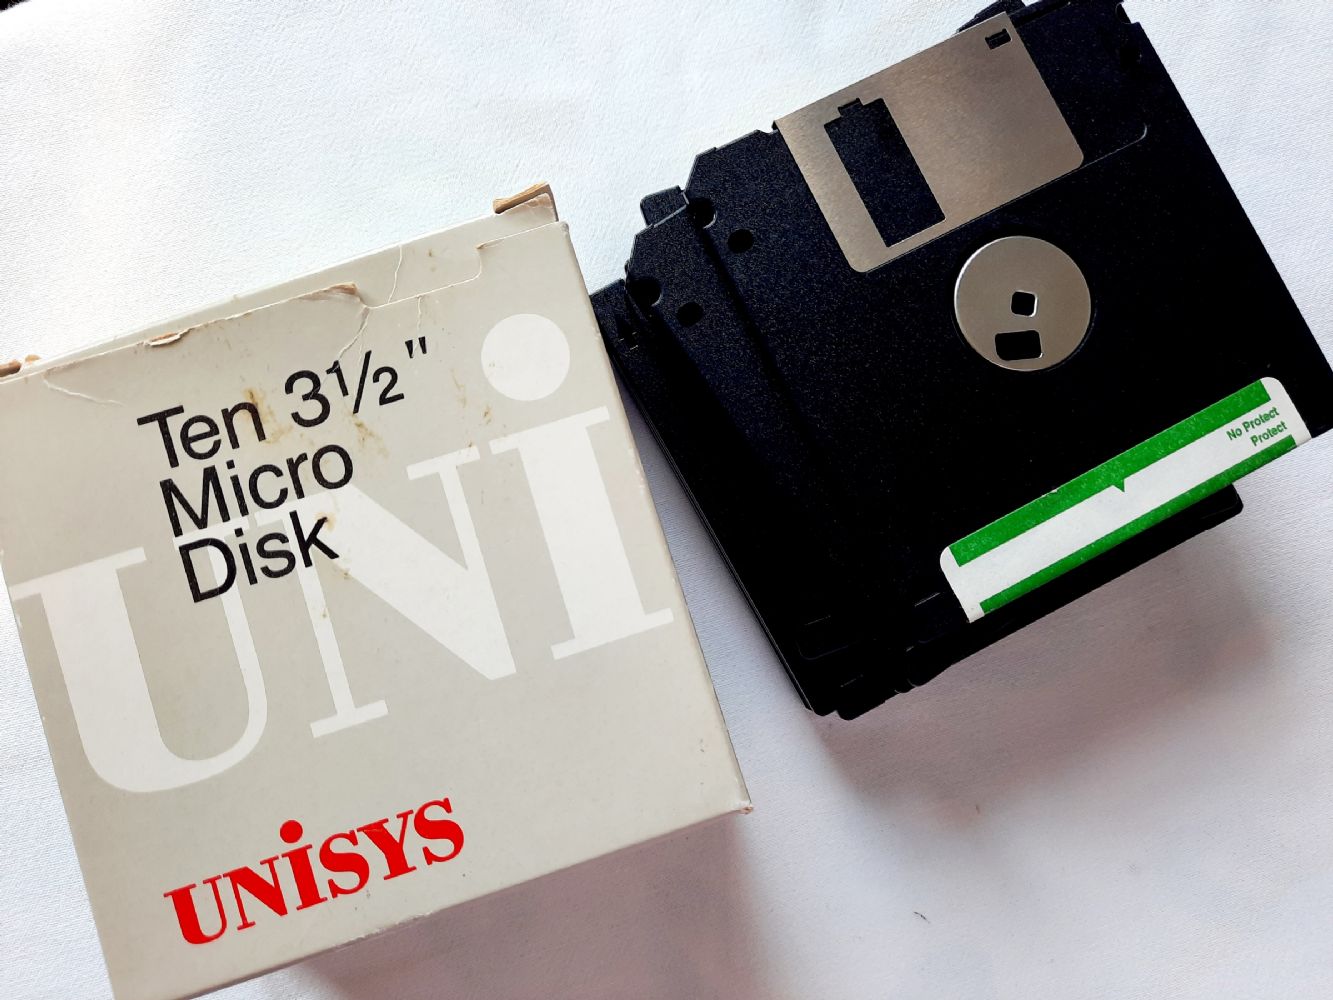 Ten 3½"
Micro
Disk
UNi
UNiSYS
No Protect
Protect